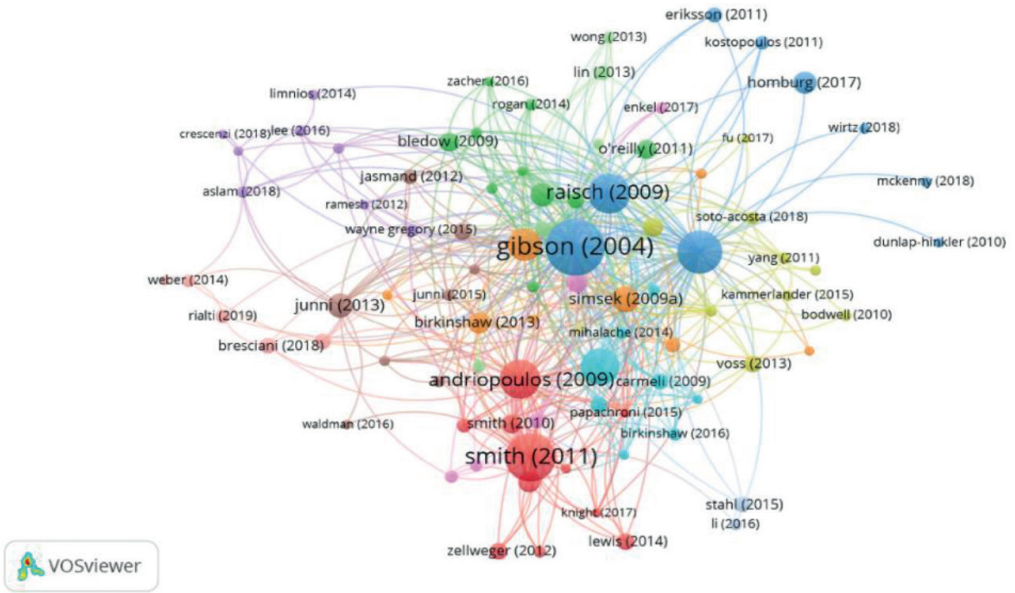 eriksson (2011)
wong (2013)
kostopoulos (2011)
lin (2013)
zacher (2016)
homburg (2017)
limnios (2014)
rogan (2014)
enkel (2017)
crescenzi (2018)
lee (2016)
bledow (2009)
o'reilly (2011)
fu (2017)
wirtz (2018)
jasmand (2012)
aslam (2018)
raisch (2009)
mckenny (2018)
ramesh (2012)
soto-acosta (2018)
wayne gregory (2015)
gibson (2004)
dunlap-hinkler (2010)
yang (2011)
weber (2014)
junni (2013)
junni (2015)
simsek (2009a)
kammerlander (2015)
rialti (2019)
birkinshaw (2013)
mihalache (2014)
bodwell (2010)
bresciani (2018)
voss (2013)
andriopoulos (2009)
carmeli (2009)
waldman (2016)
smith (2010)
papachroni (2015)
birkinshaw (2016)
smith (2011)
stahl (2015)
knight (2017)
li (2016)
zellweger (2012)
lewis (2014)
VOSviewer